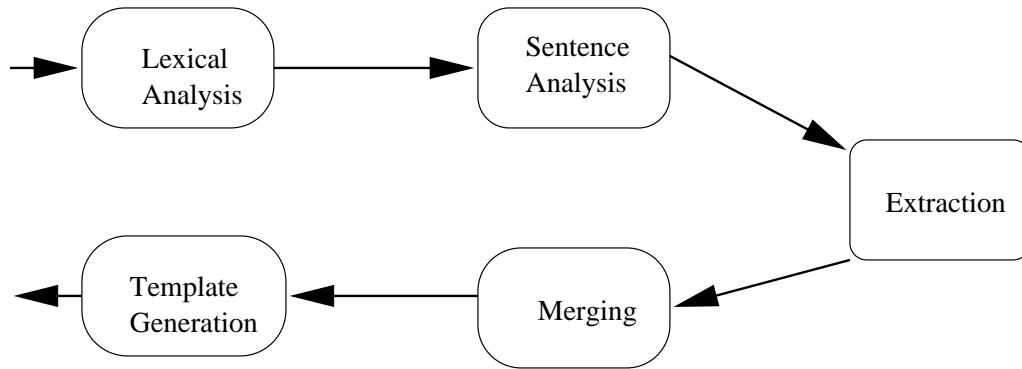 Lexical
Analysis
Sentence
Analysis
Extraction
Merging
Template
Generation